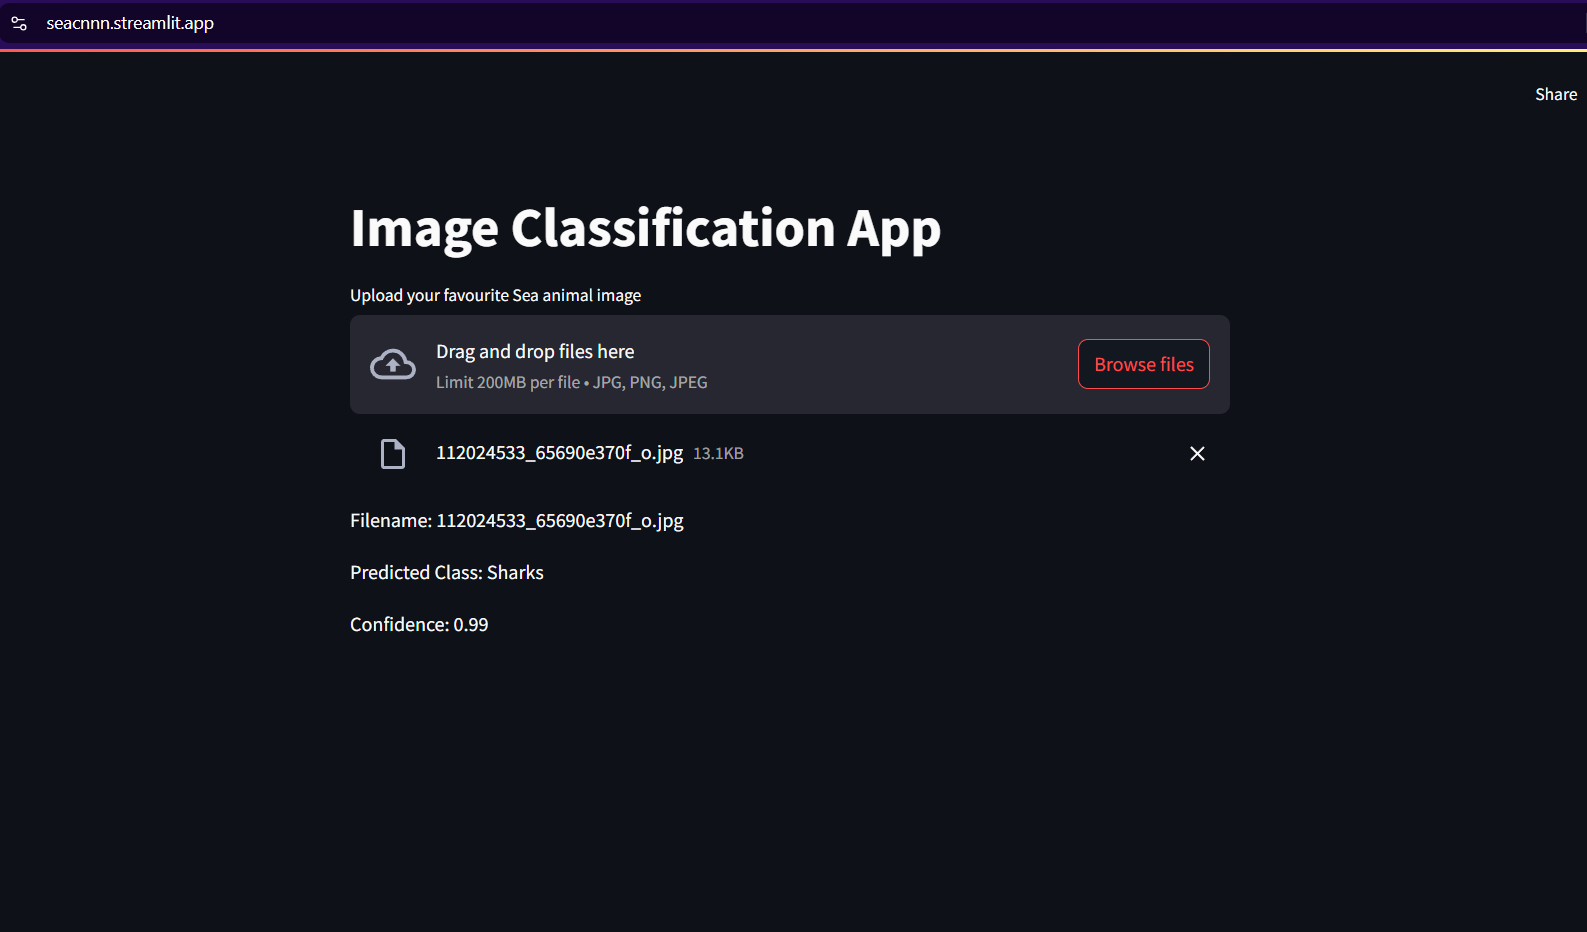 seacnnn.streamlit.app
Share
Image Classification App
Upload your favourite Sea animal image
Drag and drop files here
Limit 200MB per file • JPG, PNG, JPEG
Browse files
112024533_65690e370f_o.jpg 13.1KB
Filename: 112024533_65690e370f_o.jpg
Predicted Class: Sharks
Confidence: 0.99